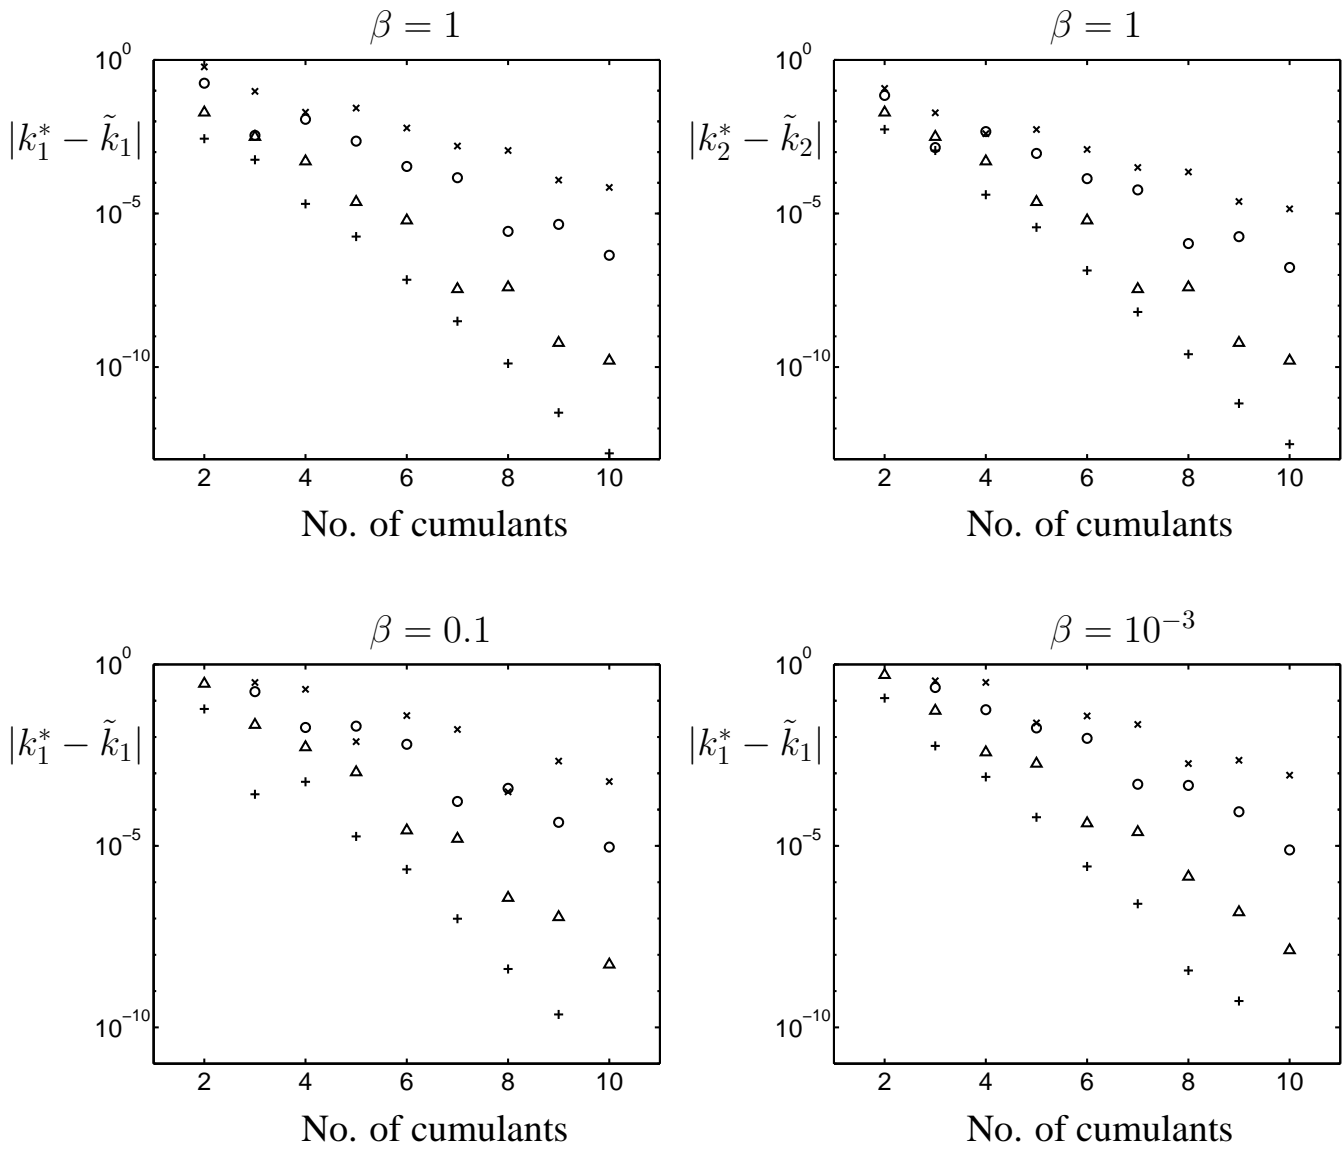 β = 1
10^0
|k_1^* − k̃_1|
10^−5
10^−10
2 4 6 8 10
No. of cumulants
β = 1
10^0
|k_2^* − k̃_2|
10^−5
10^−10
2 4 6 8 10
No. of cumulants
β = 0.1
10^0
|k_1^* − k̃_1|
10^−5
10^−10
2 4 6 8 10
No. of cumulants
β = 10^−3
10^0
|k_1^* − k̃_1|
10^−5
10^−10
2 4 6 8 10
No. of cumulants